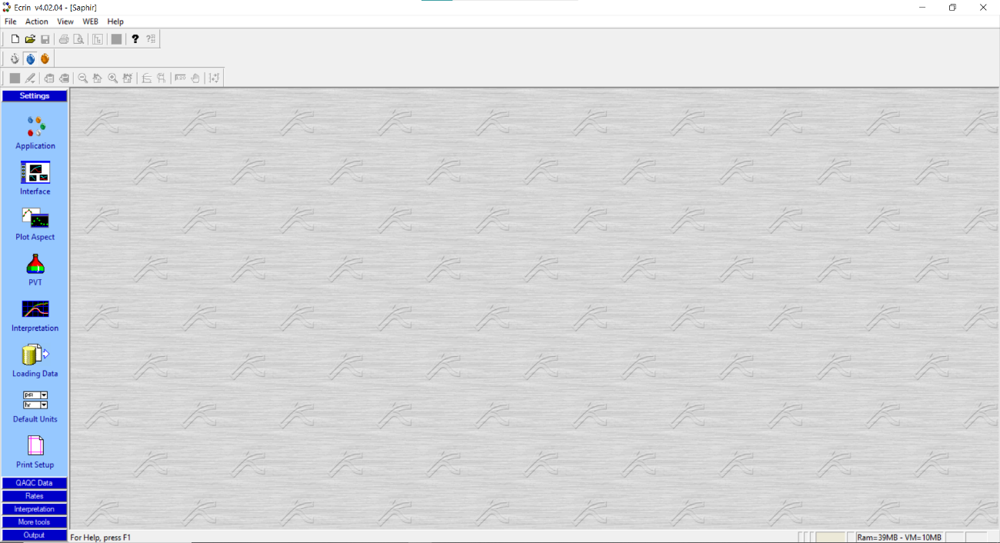 Ecrin v4.02.04 - [Saphir]
File Action View WEB Help
Settings
Application
Interface
Plot Aspect
PVT
Interpretation
Loading Data
psi
hr
Default Units
Print Setup
QAQC Data
Rates
Interpretation
More tools
Output
For Help, press F1
Ram=39MB - VM=10MB